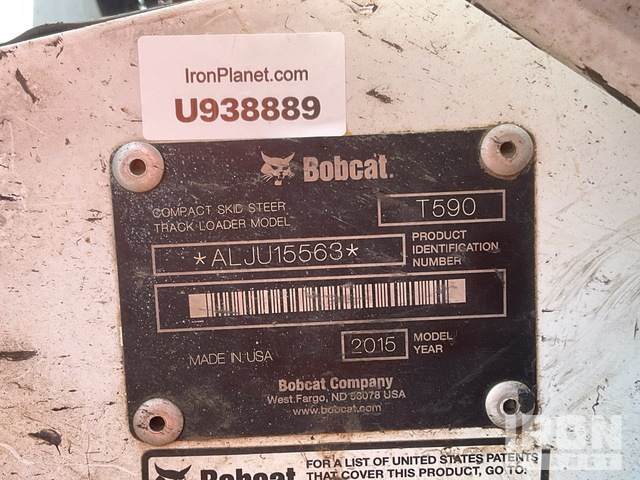 IronPlanet.com
U938889
Bobcat.
COMPACT SKID STEER
TRACK LOADER MODEL
T590
*ALJU15563*
PRODUCT
IDENTIFICATION
NUMBER
MADE IN USA
2015
MODEL
YEAR
Bobcat Company
West Fargo, ND 58078 USA
www.bobcat.com
Bobcat.
FOR A LIST OF UNITED STATES PATENTS
THAT COVER THIS PRODUCT, GO TO:
IRON
PLANET